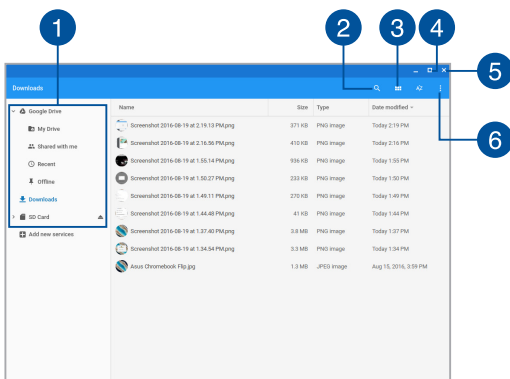 1
2
3
4
5
6
Downloads
AZ
Google Drive
My Drive
Shared with me
Recent
Offline
Downloads
SD Card
Add new services
Name Size Type Date modified
Screenshot 2016-08-19 at 2.19.13 PM.png 371 KB PNG image Today 2:19 PM
Screenshot 2016-08-19 at 2.16.56 PM.png 410 KB PNG image Today 2:16 PM
Screenshot 2016-08-19 at 1.55.14 PM.png 936 KB PNG image Today 1:55 PM
Screenshot 2016-08-19 at 1.50.27 PM.png 233 KB PNG image Today 1:50 PM
Screenshot 2016-08-19 at 1.49.11 PM.png 270 KB PNG image Today 1:49 PM
Screenshot 2016-08-19 at 1.44.48 PM.png 41 KB PNG image Today 1:44 PM
Screenshot 2016-08-19 at 1.37.40 PM.png 3.8 MB PNG image Today 1:37 PM
Screenshot 2016-08-19 at 1.34.54 PM.png 3.3 MB PNG image Today 1:34 PM
Asus Chromebook Flip.jpg 1.3 MB JPEG image Aug 15, 2016, 3:59 PM